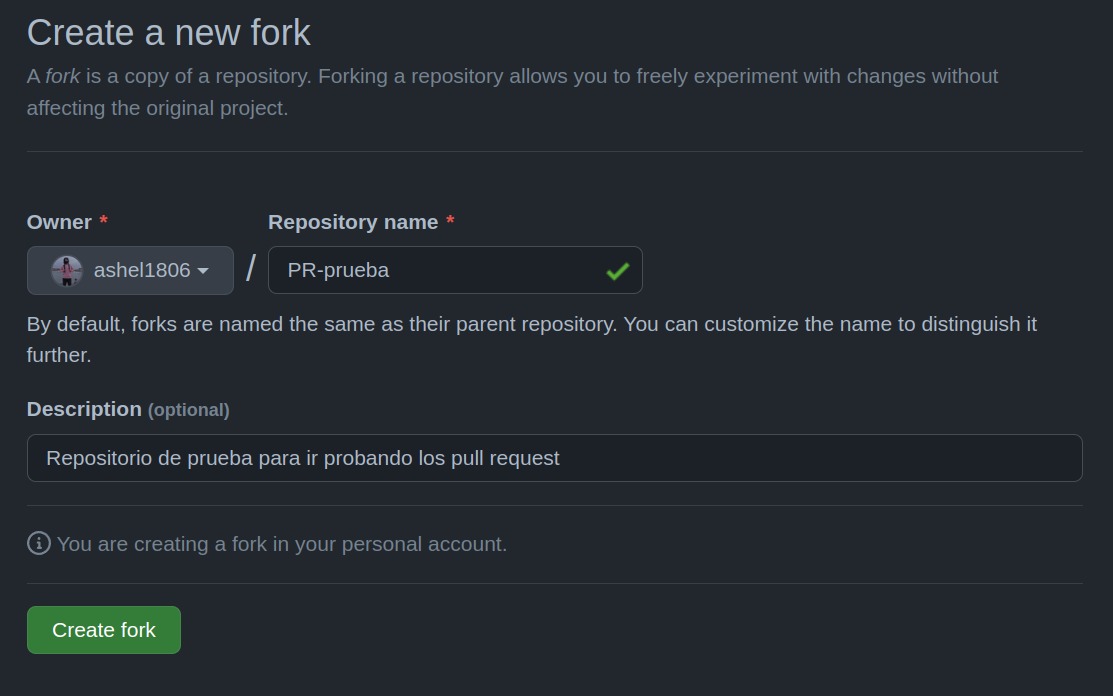 Create a new fork
A fork is a copy of a repository. Forking a repository allows you to freely experiment with changes without
affecting the original project.
Owner * Repository name *
ashel1806 / PR-prueba
By default, forks are named the same as their parent repository. You can customize the name to distinguish it
further.
Description (optional)
Repositorio de prueba para ir probando los pull request
You are creating a fork in your personal account.
Create fork